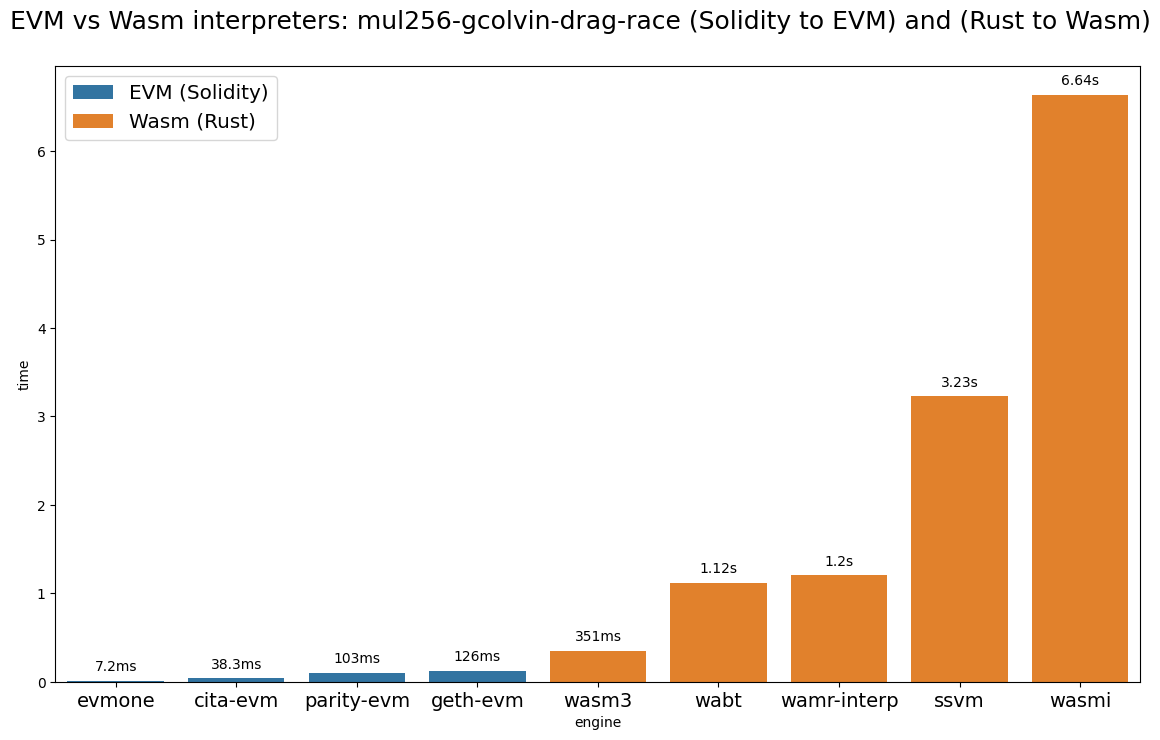 EVM vs Wasm interpreters: mul256-gcolvin-drag-race (Solidity to EVM) and (Rust to Wasm)
EVM (Solidity)
Wasm (Rust)
time
6
5
4
3
2
1
0
7.2ms
38.3ms
103ms
126ms
351ms
1.12s
1.2s
3.23s
6.64s
evmone
cita-evm
parity-evm
geth-evm
wasm3
wabt
wamr-interp
ssvm
wasmi
engine